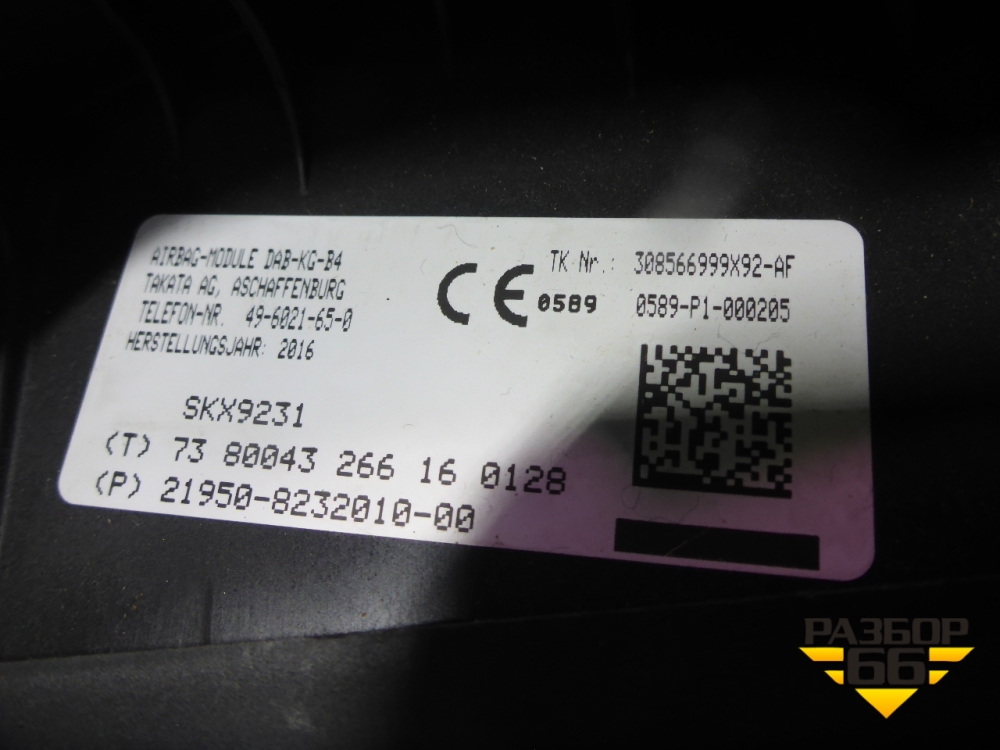 AIRBAG-MODULE DAB-KG-B4
TAKATA AG, ASCHAFFENBURG
TELEFON-NR. 49-6021-65-0
HERSTELLUNGSJAHR: 2016
CE 0589
TK Nr.: 308566999X92-AF
0589-P1-000205
SKX9231
(T) 73 80043 266 16 0128
(P) 21950-8232010-00
РАЗБОР
66